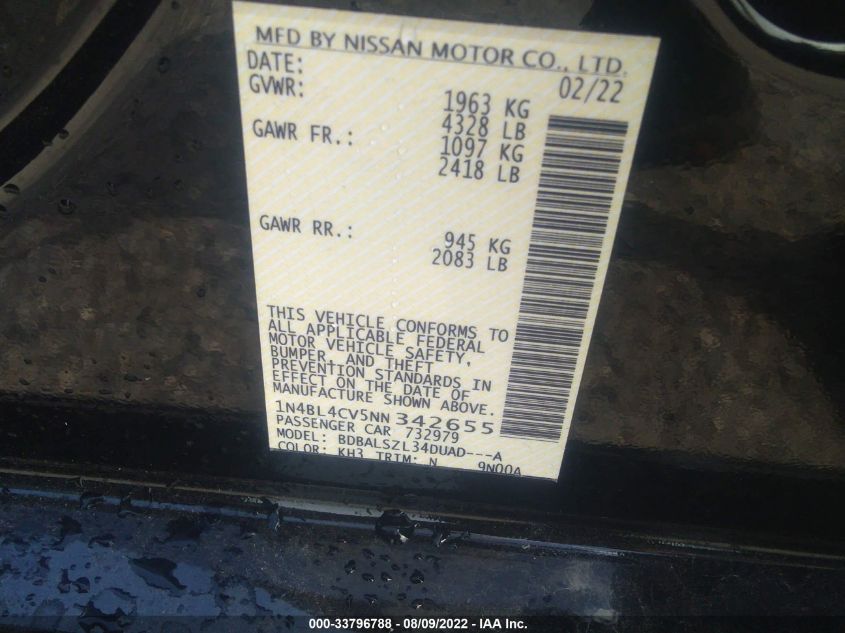 MFD BY NISSAN MOTOR CO., LTD.
DATE: 02/22
GVWR: 1963 KG
4328 LB
GAWR FR.: 1097 KG
2418 LB
GAWR RR.: 945 KG
2083 LB
THIS VEHICLE CONFORMS TO
ALL APPLICABLE FEDERAL
MOTOR VEHICLE SAFETY,
BUMPER, AND THEFT
PREVENTION STANDARDS IN
EFFECT ON THE DATE OF
MANUFACTURE SHOWN ABOVE.
1N4BL4CV5NN 342655
PASSENGER CAR 732979
MODEL: BDBALSZL34DUAD---A
COLOR: KH3 TRIM: N 9N00A
000-33796788 - 08/09/2022 - IAA Inc.